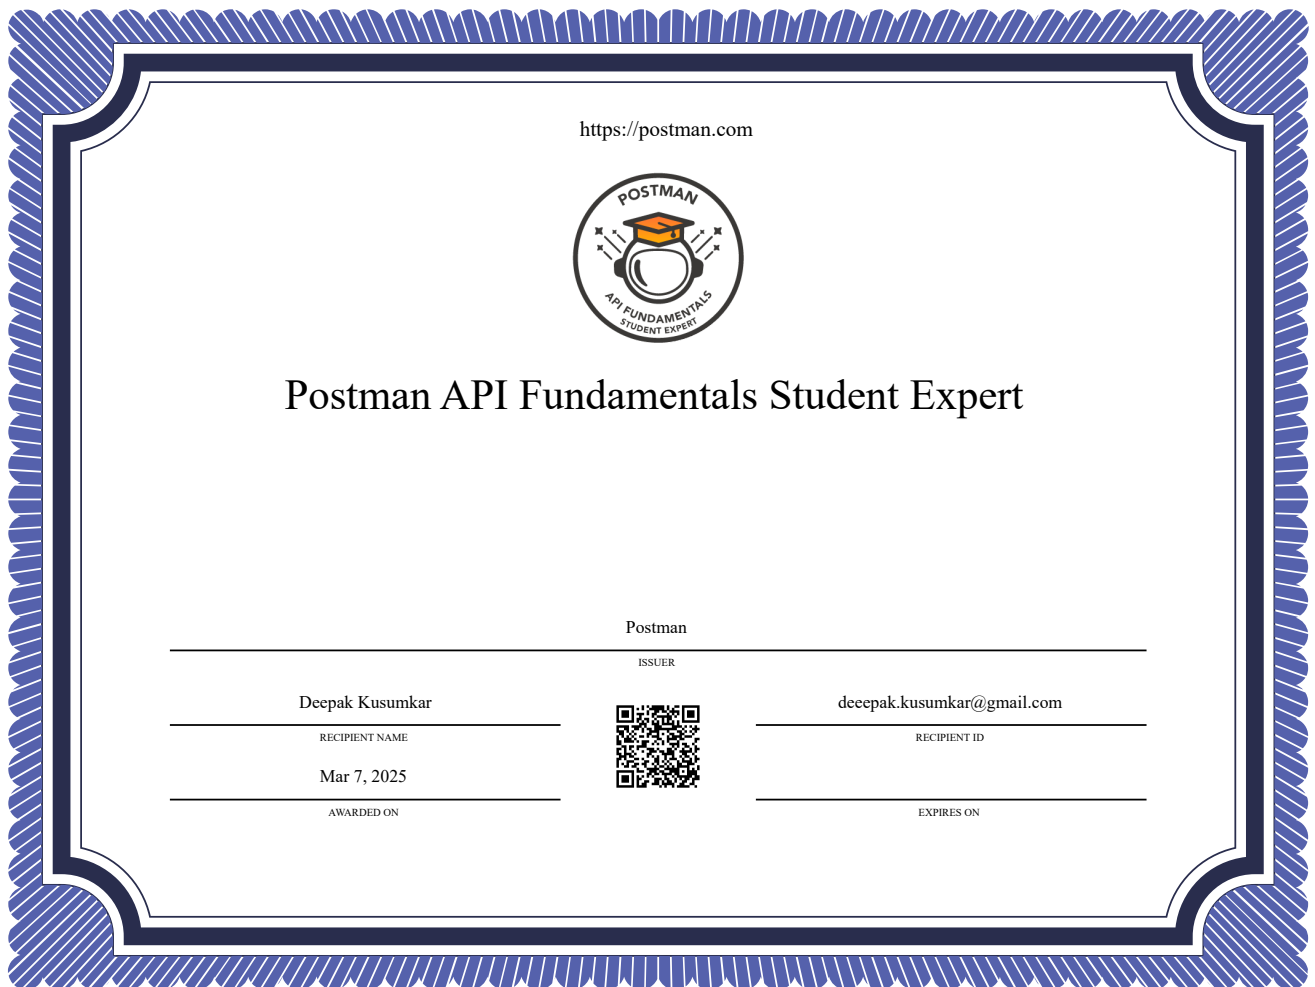 https://postman.com
POSTMAN
API FUNDAMENTALS
STUDENT EXPERT
Postman API Fundamentals Student Expert
Postman
ISSUER
Deepak Kusumkar
RECIPIENT NAME
deeepak.kusumkar@gmail.com
RECIPIENT ID
Mar 7, 2025
AWARDED ON
EXPIRES ON